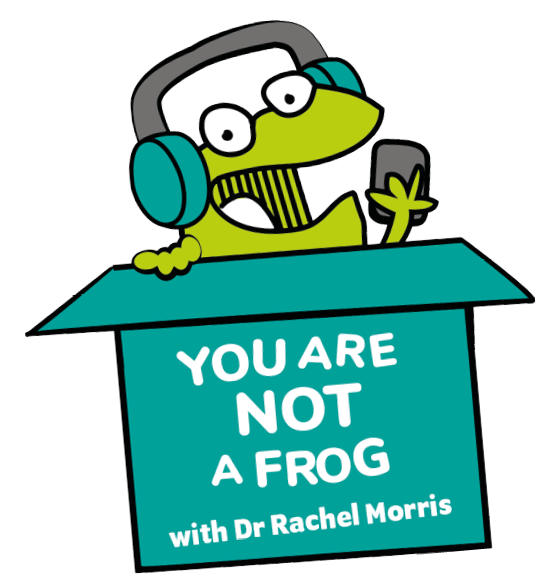 YOU ARE
NOT
A FROG
with Dr Rachel Morris